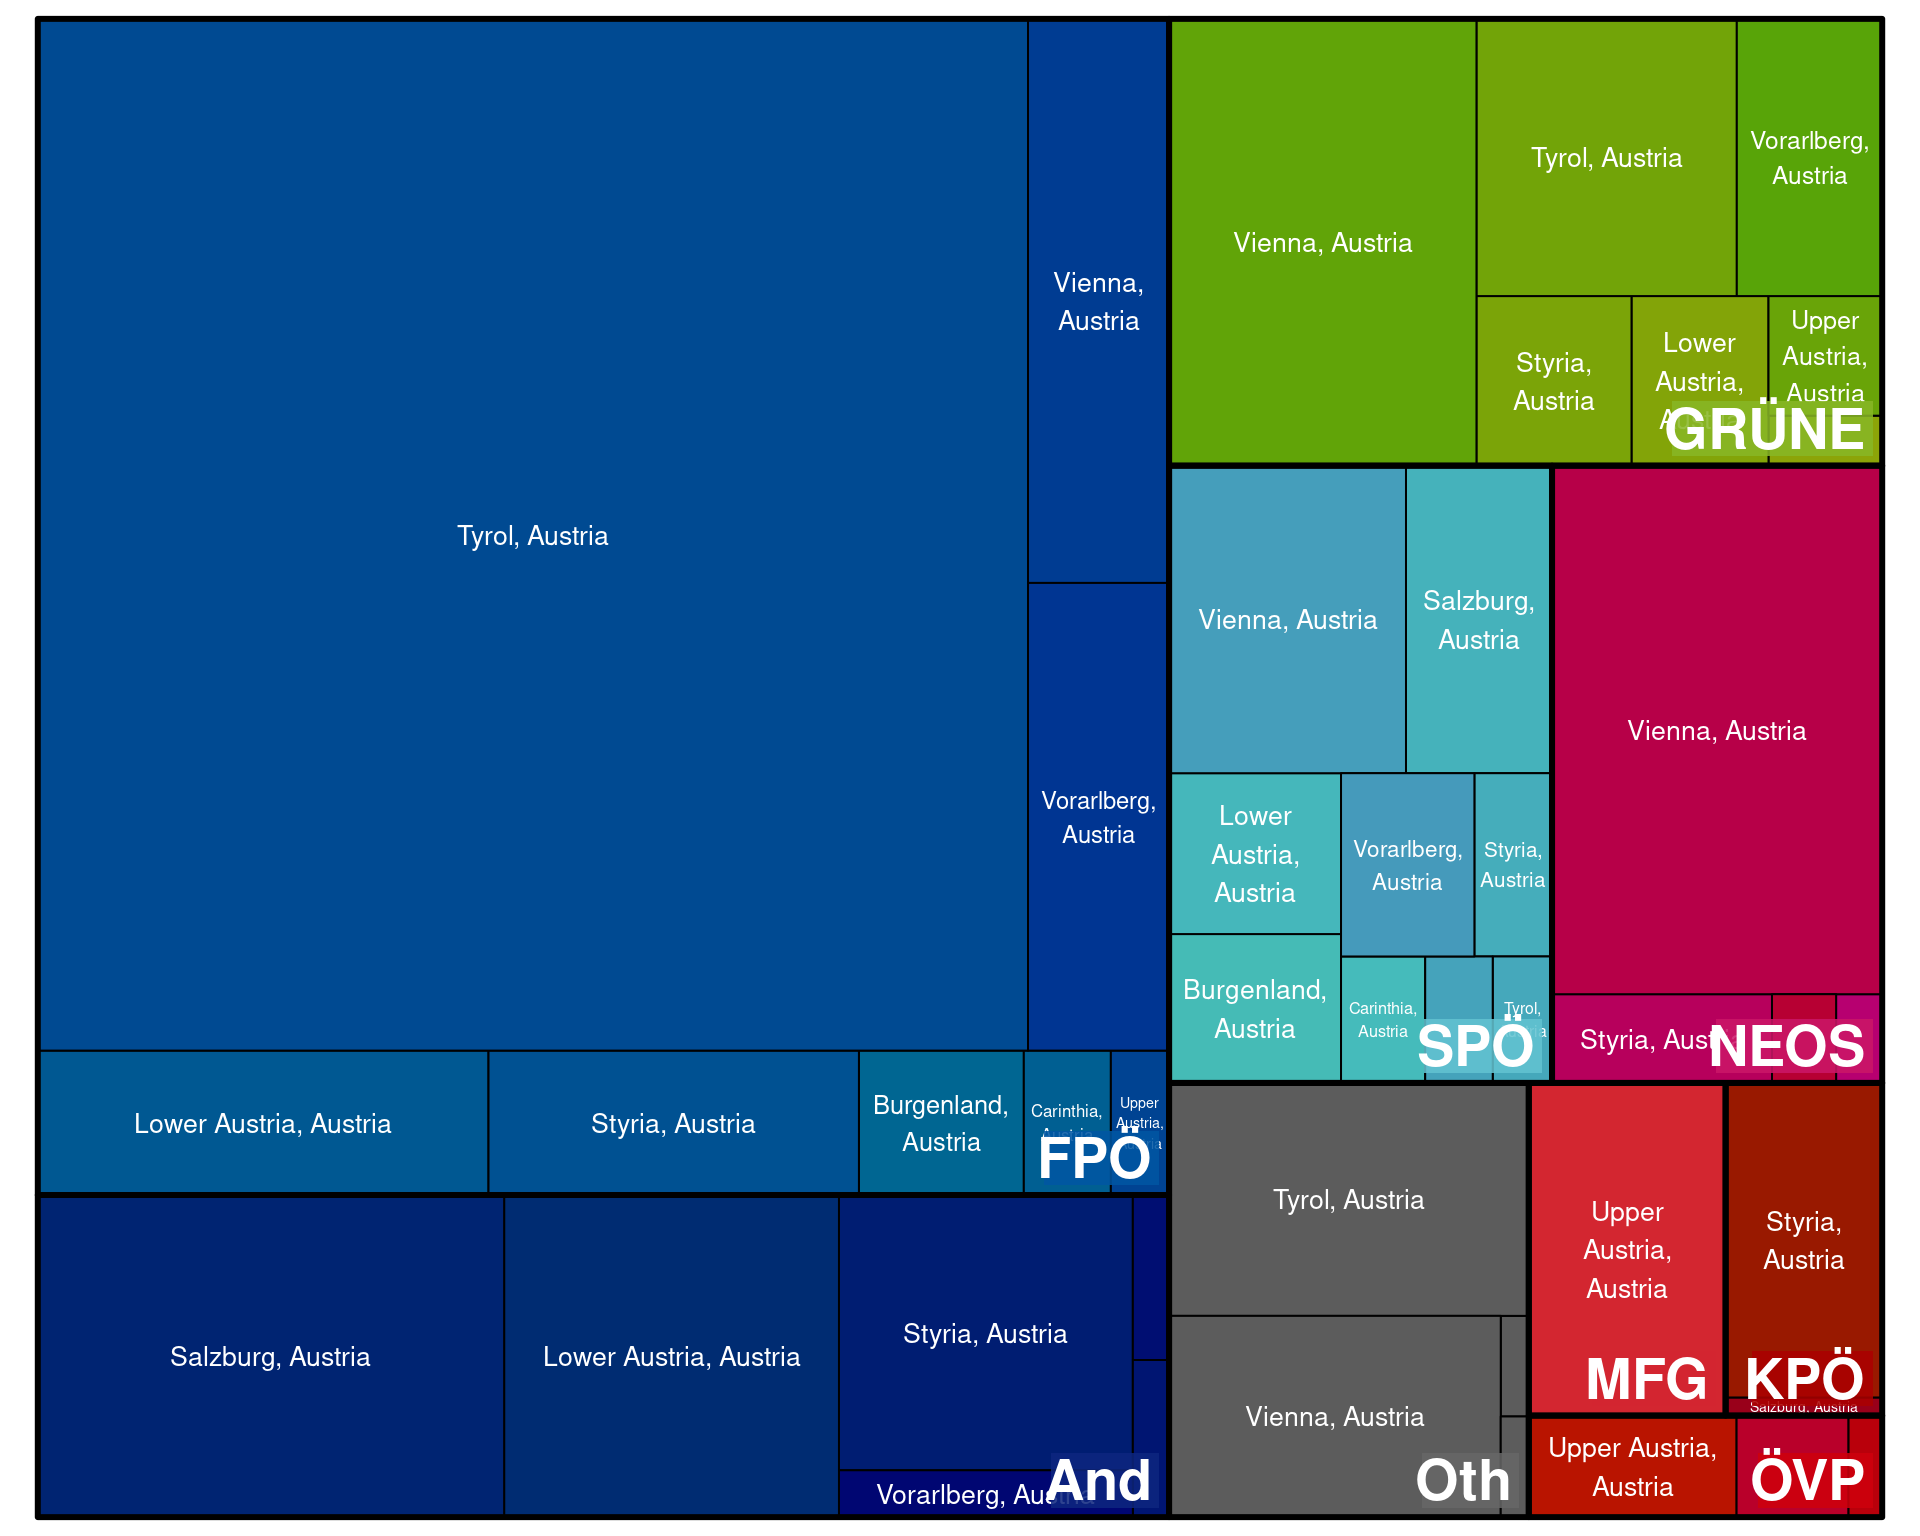 Tyrol, Austria
Vienna,
Austria
Vorarlberg,
Austria
Lower Austria, Austria
Styria, Austria
Burgenland,
Austria
Carinthia,
Austria
Upper
Austria,
FPÖ
Salzburg, Austria
Lower Austria, Austria
Styria, Austria
Vorarlberg, Austria
And
Vienna, Austria
Tyrol, Austria
Vorarlberg,
Austria
Styria,
Austria
Lower
Austria,
Upper
Austria,
Austria
GRÜNE
Vienna, Austria
Salzburg,
Austria
Lower
Austria,
Austria
Vorarlberg,
Austria
Styria,
Austria
Burgenland,
Austria
Carinthia,
Austria
Tyrol,
SPÖ
Vienna, Austria
Styria, Austria
NEOS
Tyrol, Austria
Vienna, Austria
Oth
Upper
Austria,
Austria
MFG
Styria,
Austria
KPÖ
Salzburg, Austria
Upper Austria,
Austria
ÖVP